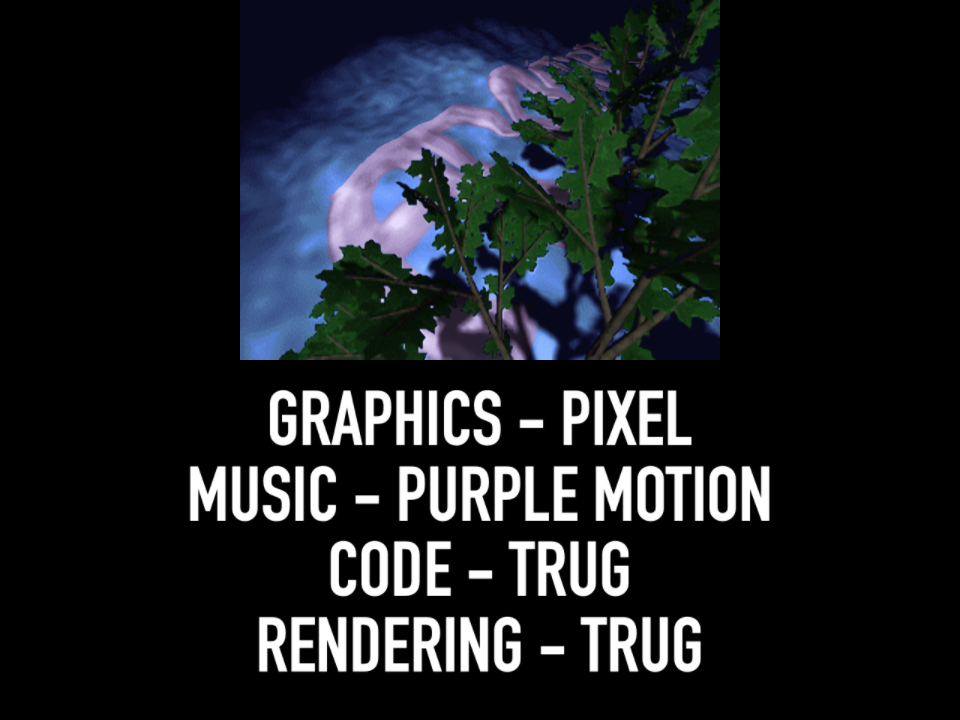 GRAPHICS - PIXEL
MUSIC - PURPLE MOTION
CODE - TRUG
RENDERING - TRUG